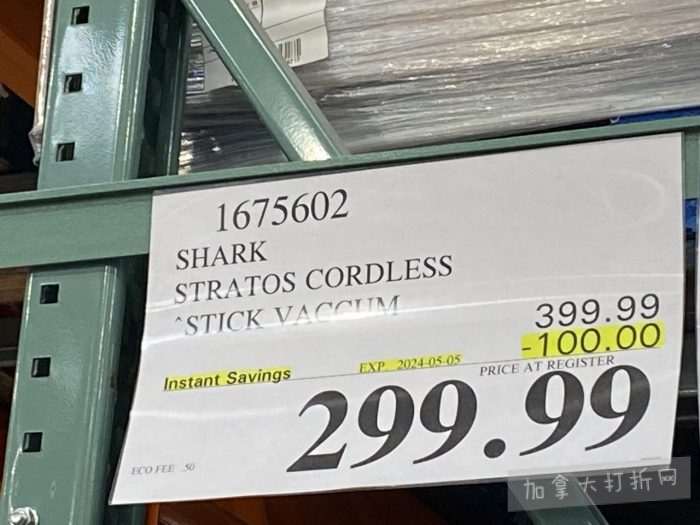 1675602
SHARK
STRATOS CORDLESS
^STICK VACCUM
399.99
-100.00
Instant Savings
EXP. 2024-05-05
PRICE AT REGISTER
299.99
ECO FEE .50
加拿大打折网